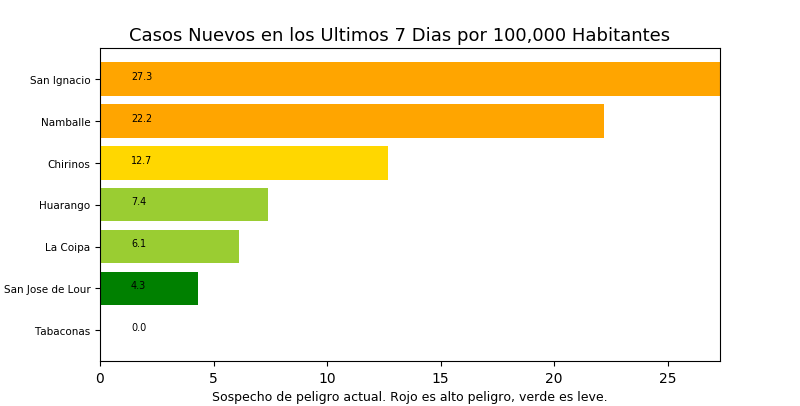 Casos Nuevos en los Ultimos 7 Dias por 100,000 Habitantes
San Ignacio 27.3
Namballe 22.2
Chirinos 12.7
Huarango 7.4
La Coipa 6.1
San Jose de Lour 4.3
Tabaconas 0.0
0 5 10 15 20 25
Sospecho de peligro actual. Rojo es alto peligro, verde es leve.